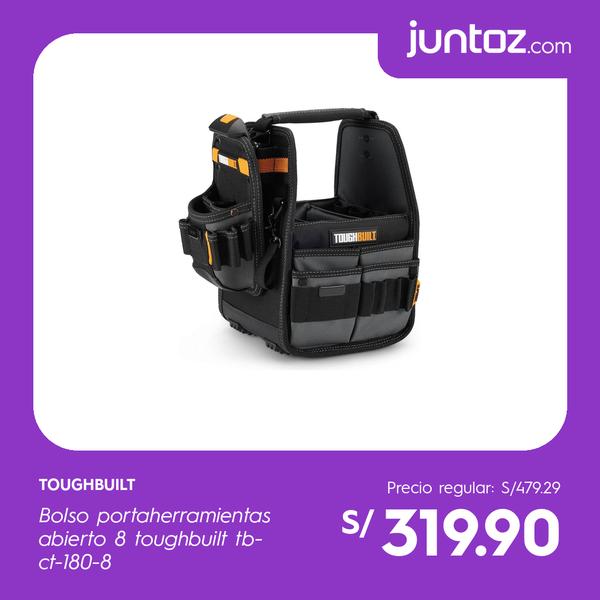 juntoz.com
TOUGHBUILT
TOUGHBUILT
Bolso portaherramientas
abierto 8 toughbuilt tb-
ct-180-8
Precio regular: S/479.29
S/ 319.90